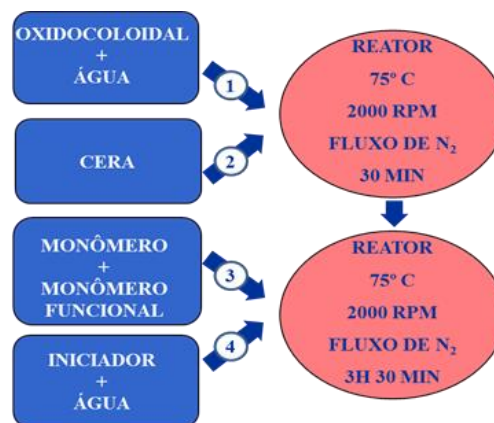 OXIDOCOLOIDAL
+
ÁGUA
1
REATOR
75º C
2000 RPM
FLUXO DE N₂
30 MIN
2
CERA
MONÔMERO
+
MONÔMERO
FUNCIONAL
3
REATOR
75º C
2000 RPM
FLUXO DE N₂
3H 30 MIN
4
INICIADOR
+
ÁGUA